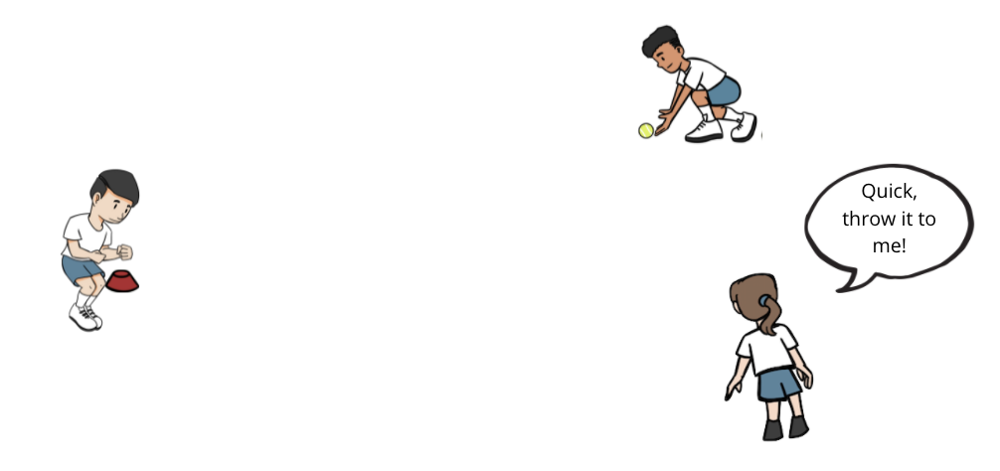 Quick,
throw it to
me!